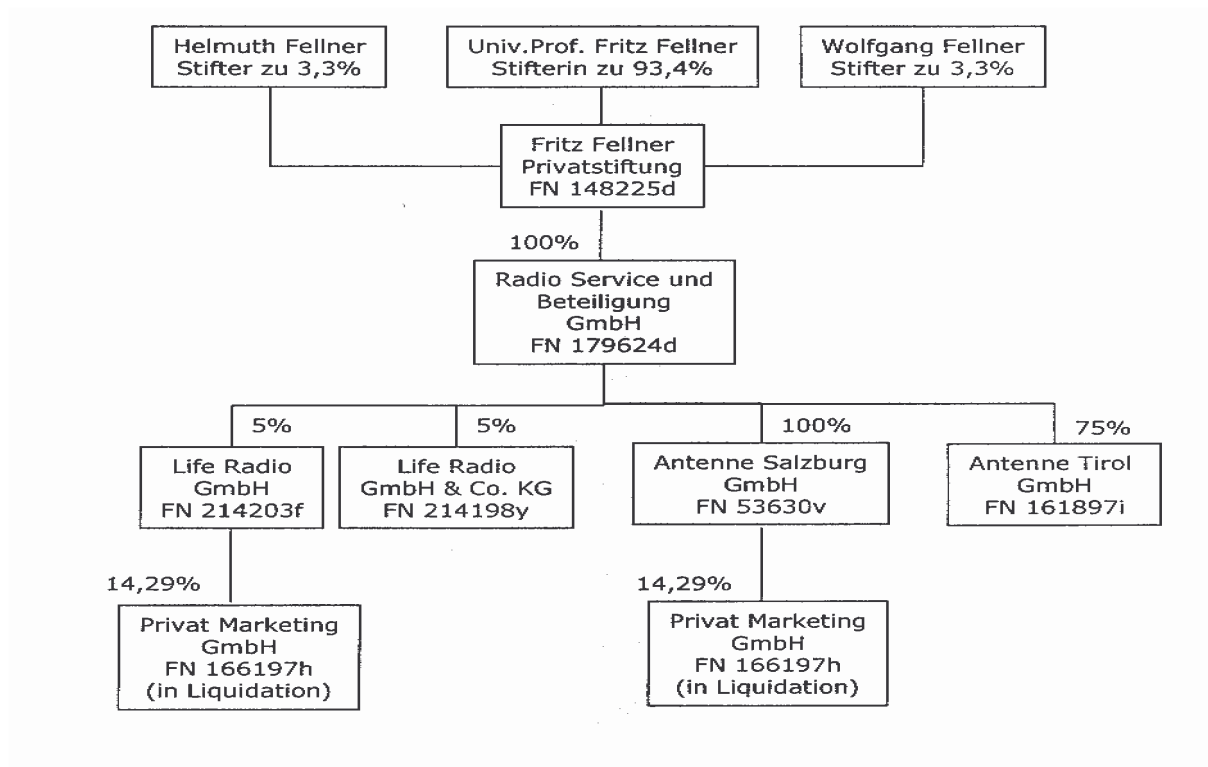 Helmuth Fellner
Stifter zu 3,3%
Univ.Prof. Fritz Fellner
Stifterin zu 93,4%
Wolfgang Fellner
Stifter zu 3,3%
Fritz Fellner
Privatstiftung
FN 148225d
100%
Radio Service und
Beteiligung
GmbH
FN 179624d
5%
5%
100%
75%
Life Radio
GmbH
FN 214203f
Life Radio
GmbH & Co. KG
FN 214198y
Antenne Salzburg
GmbH
FN 53630v
Antenne Tirol
GmbH
FN 161897i
14,29%
14,29%
Privat Marketing
GmbH
FN 166197h
(in Liquidation)
Privat Marketing
GmbH
FN 166197h
(in Liquidation)